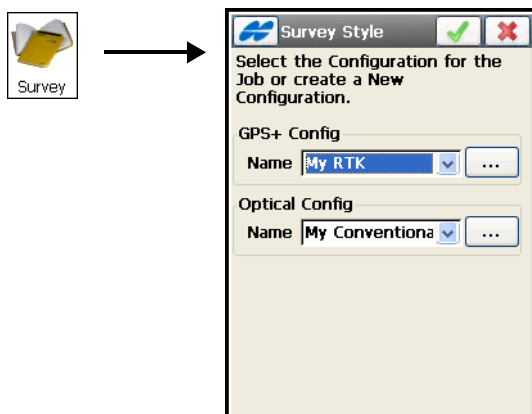 Survey
Survey Style
Select the Configuration for the
Job or create a New
Configuration.
GPS+ Config
Name My RTK ...
Optical Config
Name My Conventiona ...